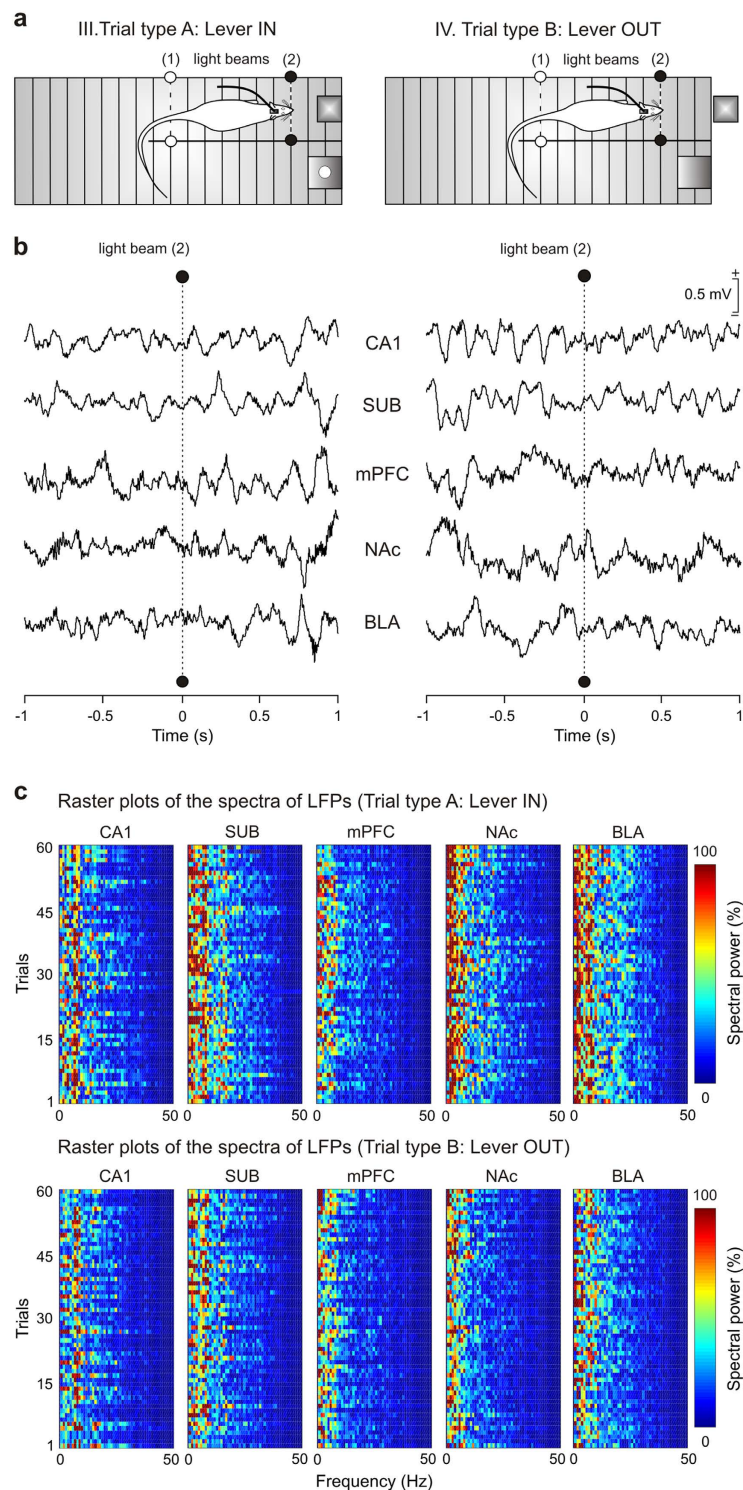 a
III.Trial type A: Lever IN
IV. Trial type B: Lever OUT
(1) light beams (2)
(1) light beams (2)
b
light beam (2)
light beam (2)
+
0.5 mV
–
CA1
SUB
mPFC
NAc
BLA
-1 -0.5 0 0.5 1
-1 -0.5 0 0.5 1
Time (s)
Time (s)
c
Raster plots of the spectra of LFPs (Trial type A: Lever IN)
CA1 SUB mPFC NAc BLA
60
45
30
15
1
Trials
0 50 0 50 0 50 0 50 0 50
100
0
Spectral power (%)
Raster plots of the spectra of LFPs (Trial type B: Lever OUT)
CA1 SUB mPFC NAc BLA
60
45
30
15
1
Trials
0 50 0 50 0 50 0 50 0 50
100
0
Spectral power (%)
Frequency (Hz)